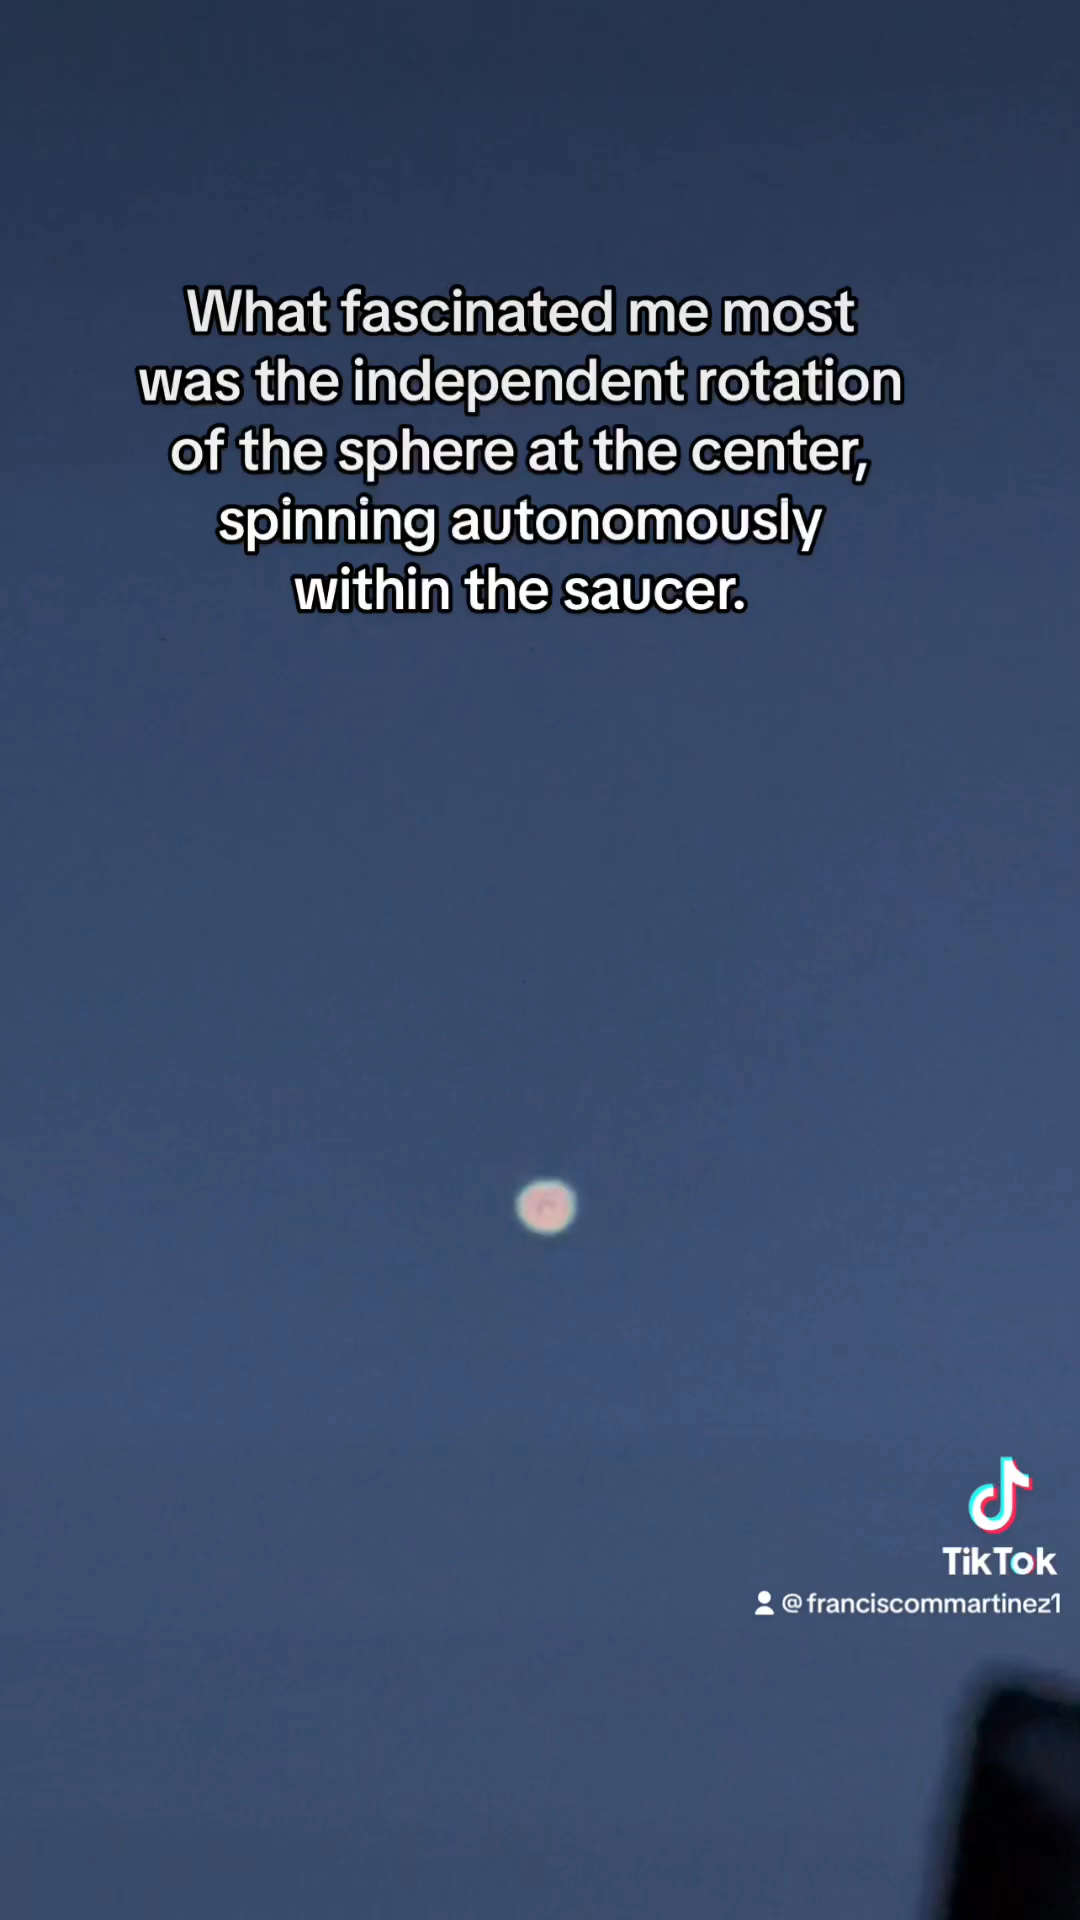 What fascinated me most
was the independent rotation
of the sphere at the center,
spinning autonomously
within the saucer.
TikTok
@franciscommartinez1